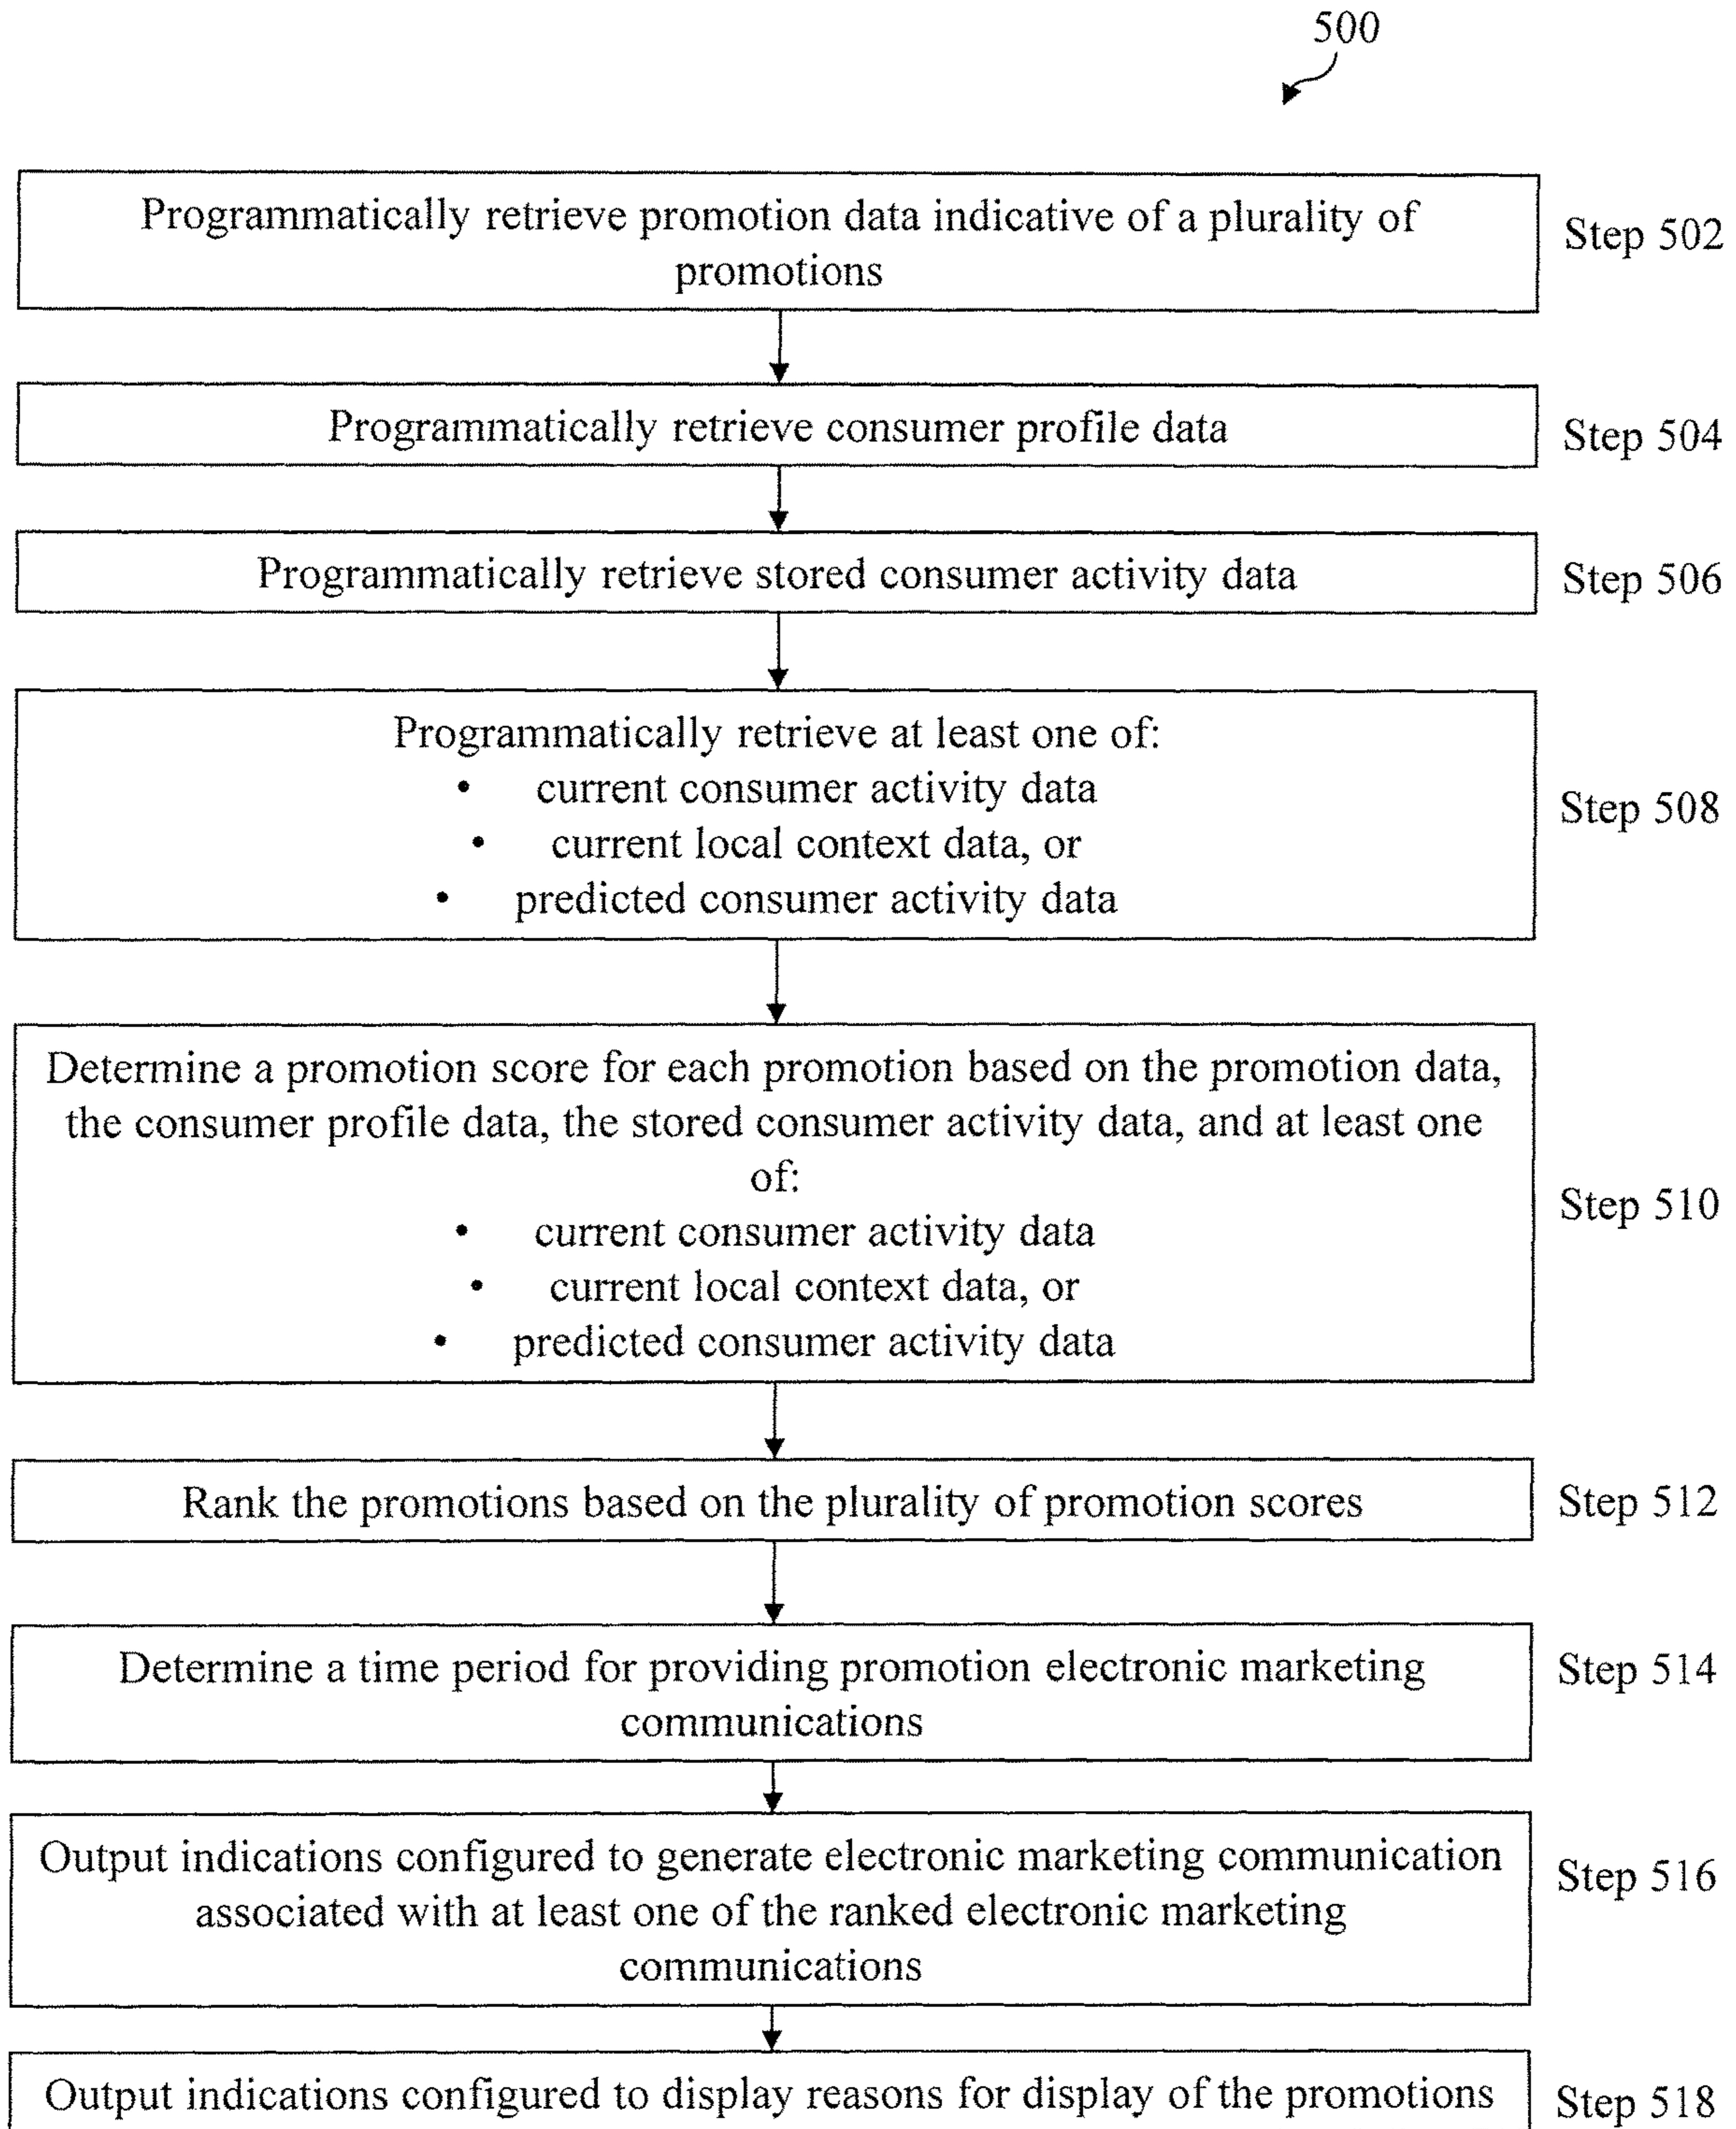 500
Programmatically retrieve promotion data indicative of a plurality of
promotions
Step 502
Programmatically retrieve consumer profile data
Step 504
Programmatically retrieve stored consumer activity data
Step 506
Programmatically retrieve at least one of:
• current consumer activity data
• current local context data, or
• predicted consumer activity data
Step 508
Determine a promotion score for each promotion based on the promotion data,
the consumer profile data, the stored consumer activity data, and at least one
of:
• current consumer activity data
• current local context data, or
• predicted consumer activity data
Step 510
Rank the promotions based on the plurality of promotion scores
Step 512
Determine a time period for providing promotion electronic marketing
communications
Step 514
Output indications configured to generate electronic marketing communication
associated with at least one of the ranked electronic marketing
communications
Step 516
Output indications configured to display reasons for display of the promotions
Step 518